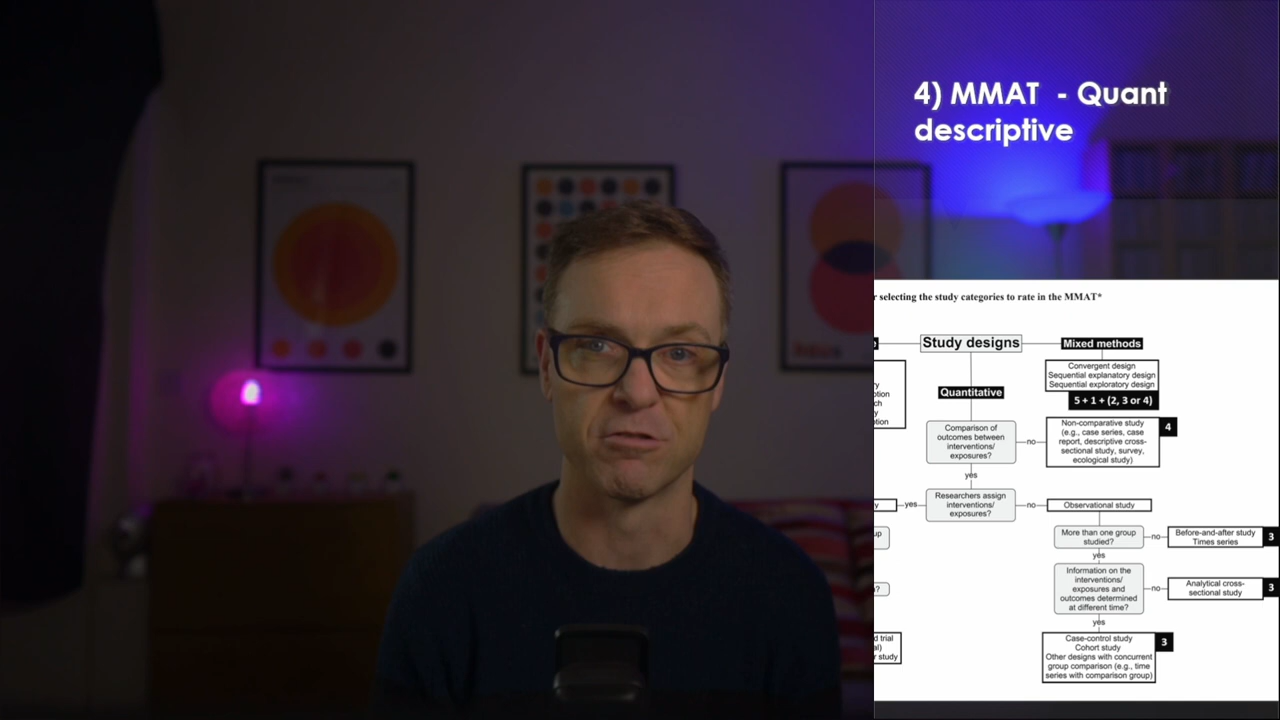 4) MMAT - Quant
descriptive
selecting the study categories to rate in the MMAT*
Study designs
Mixed methods
Convergent design
Sequential explanatory design
Sequential exploratory design
5 + 1 + (2, 3 or 4)
Quantitative
Comparison of
outcomes between
interventions/
exposures?
no
Non-comparative study
(e.g., case series, case
report, descriptive cross-
sectional study, survey,
ecological study)
4
yes
Researchers assign
interventions/
exposures?
yes
no
Observational study
More than one group
studied?
no
Before-and-after study
Times series
3
yes
Information on the
interventions/
exposures and
outcomes determined
at different time?
no
Analytical cross-
sectional study
3
yes
trial
study
Case-control study
Cohort study
Other designs with concurrent
group comparison (e.g., time
series with comparison group)
3